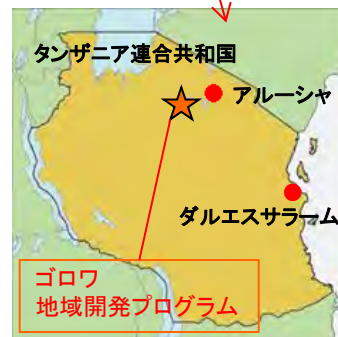 タンザニア連合共和国
アルーシャ
ダルエスサラーム
ゴロワ
地域開発プログラム